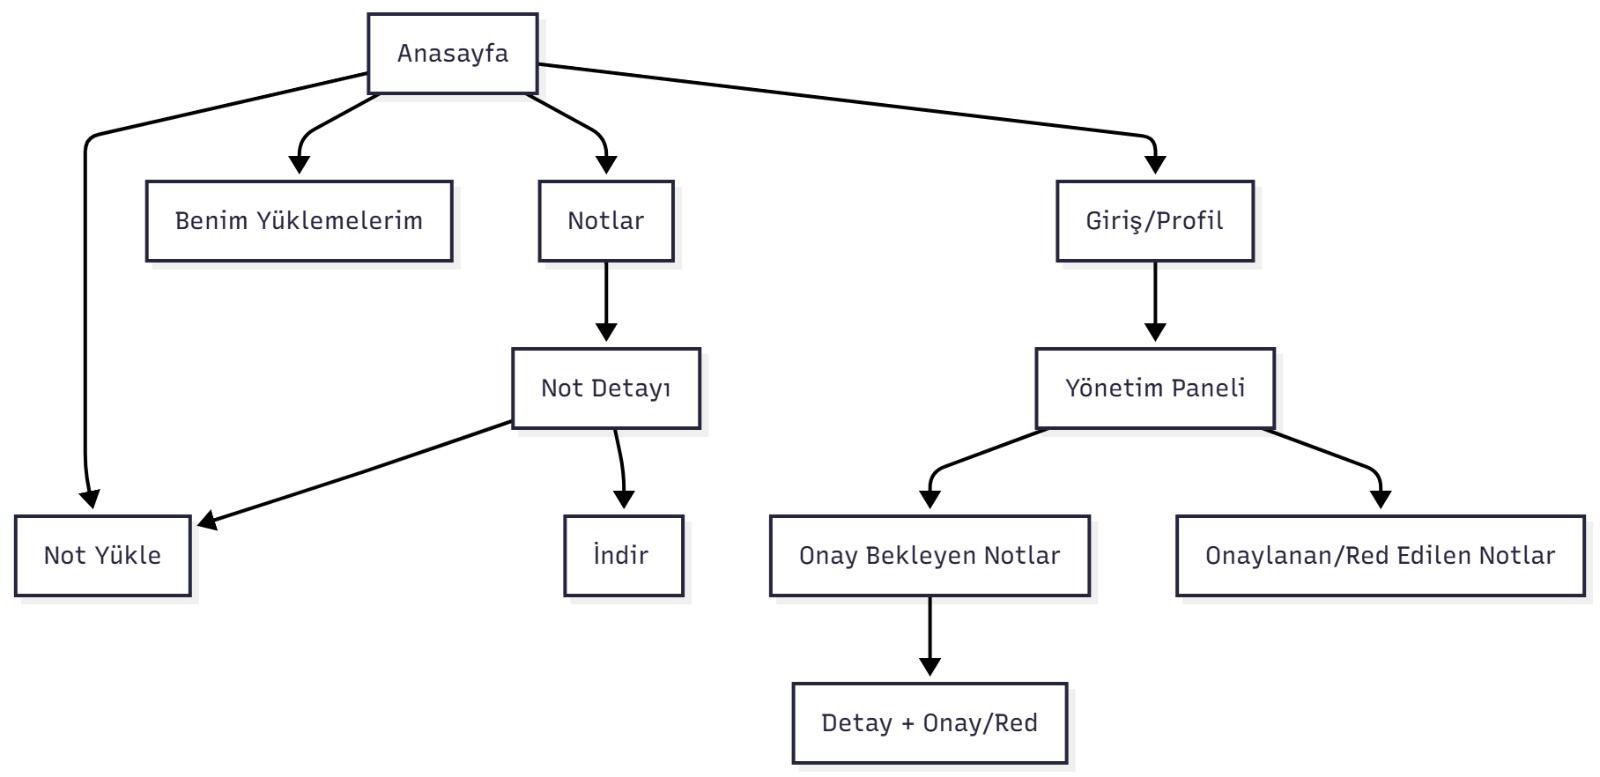 Anasayfa
Benim Yüklemelerim
Notlar
Giriş/Profil
Not Detayı
Yönetim Paneli
Not Yükle
İndir
Onay Bekleyen Notlar
Onaylanan/Red Edilen Notlar
Detay + Onay/Red